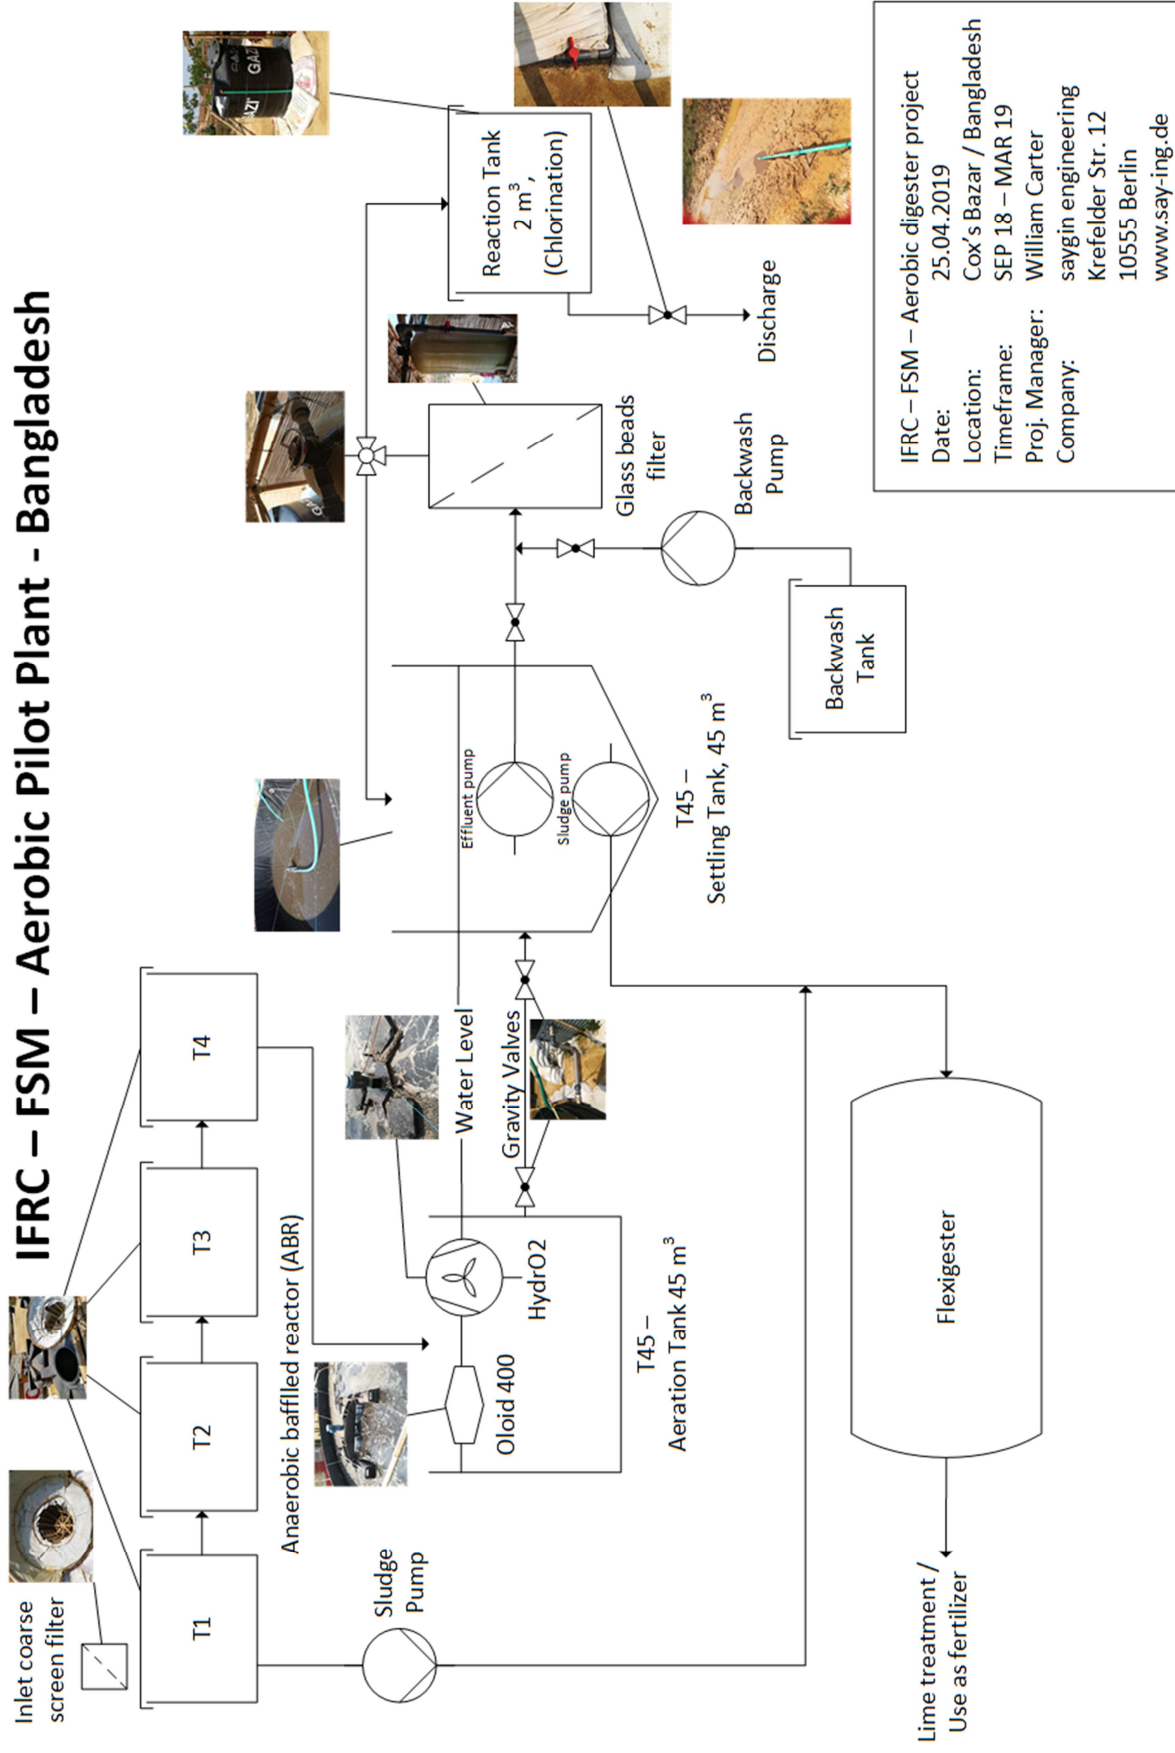 IFRC – FSM – Aerobic Pilot Plant - Bangladesh
Inlet coarse
screen filter
T1
T2
T3
T4
Anaerobic bafflled reactor (ABR)
Sludge
Pump
Oloid 400
HydrO2
Water Level
Gravity Valves
T45 –
Aeration Tank 45 m³
Effluent pump
Sludge pump
T45 –
Settling Tank, 45 m³
Glass beads
filter
Backwash
Pump
Backwash
Tank
Reaction Tank
2 m³,
(Chlorination)
GAZI
GAZI
Discharge
Flexigester
Lime treatment /
Use as fertilizer
IFRC – FSM – Aerobic digester project
Date: 25.04.2019
Location: Cox's Bazar / Bangladesh
Timeframe: SEP 18 – MAR 19
Proj. Manager: William Carter
Company: saygin engineering
Krefelder Str. 12
10555 Berlin
www.say-ing.de